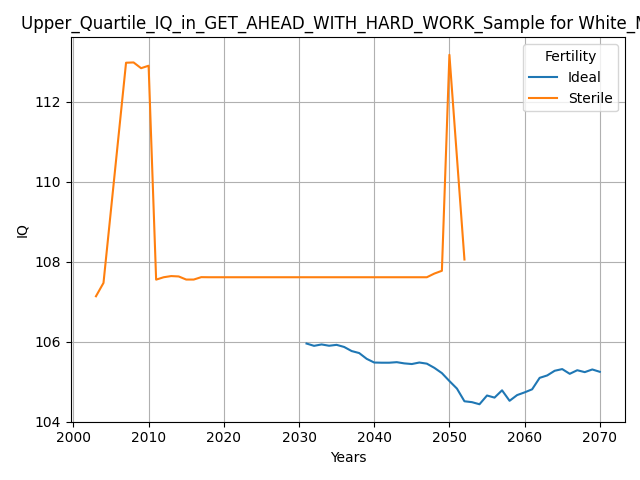 Upper_Quartile_IQ_in_GET_AHEAD_WITH_HARD_WORK_Sample for White_
Fertility
Ideal
Sterile
IQ
112
110
108
106
104
2000 2010 2020 2030 2040 2050 2060 2070
Years